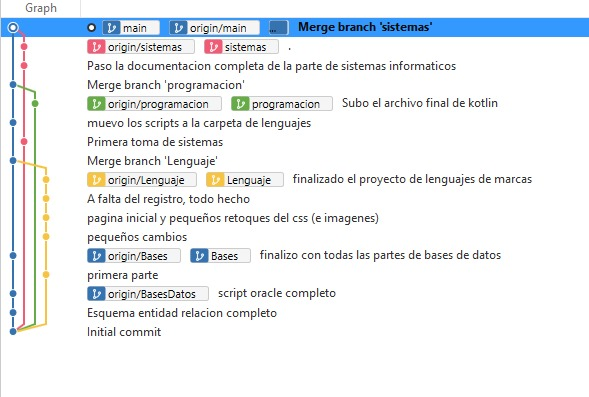 Graph
main origin/main ... Merge branch 'sistemas'
origin/sistemas sistemas .
Paso la documentacion completa de la parte de sistemas informaticos
Merge branch 'programacion'
origin/programacion programacion Subo el archivo final de kotlin
muevo los scripts a la carpeta de lenguajes
Primera toma de sistemas
Merge branch 'Lenguaje'
origin/Lenguaje Lenguaje finalizado el proyecto de lenguajes de marcas
A falta del registro, todo hecho
pagina inicial y pequeños retoques del css (e imagenes)
pequeños cambios
origin/Bases Bases finalizo con todas las partes de bases de datos
primera parte
origin/BasesDatos script oracle completo
Esquema entidad relacion completo
Initial commit